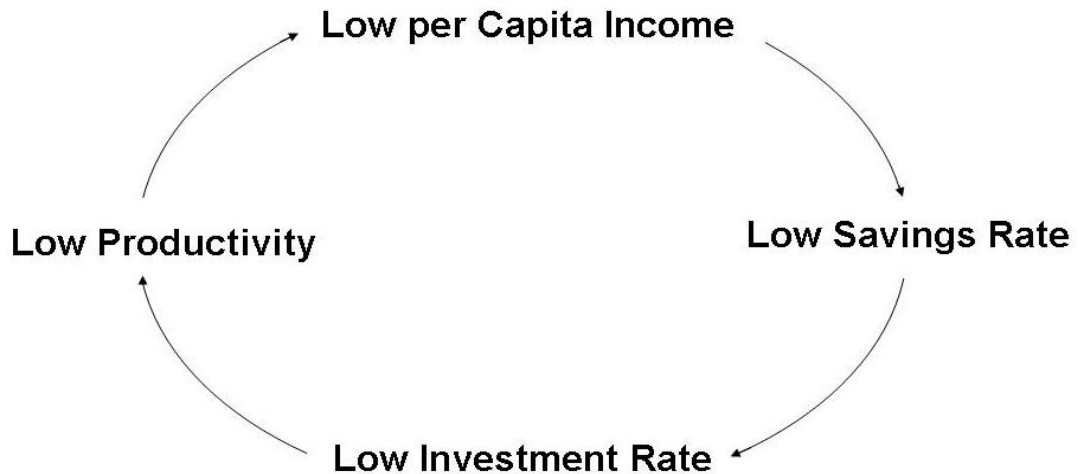 Low per Capita Income
Low Productivity
Low Savings Rate
Low Investment Rate